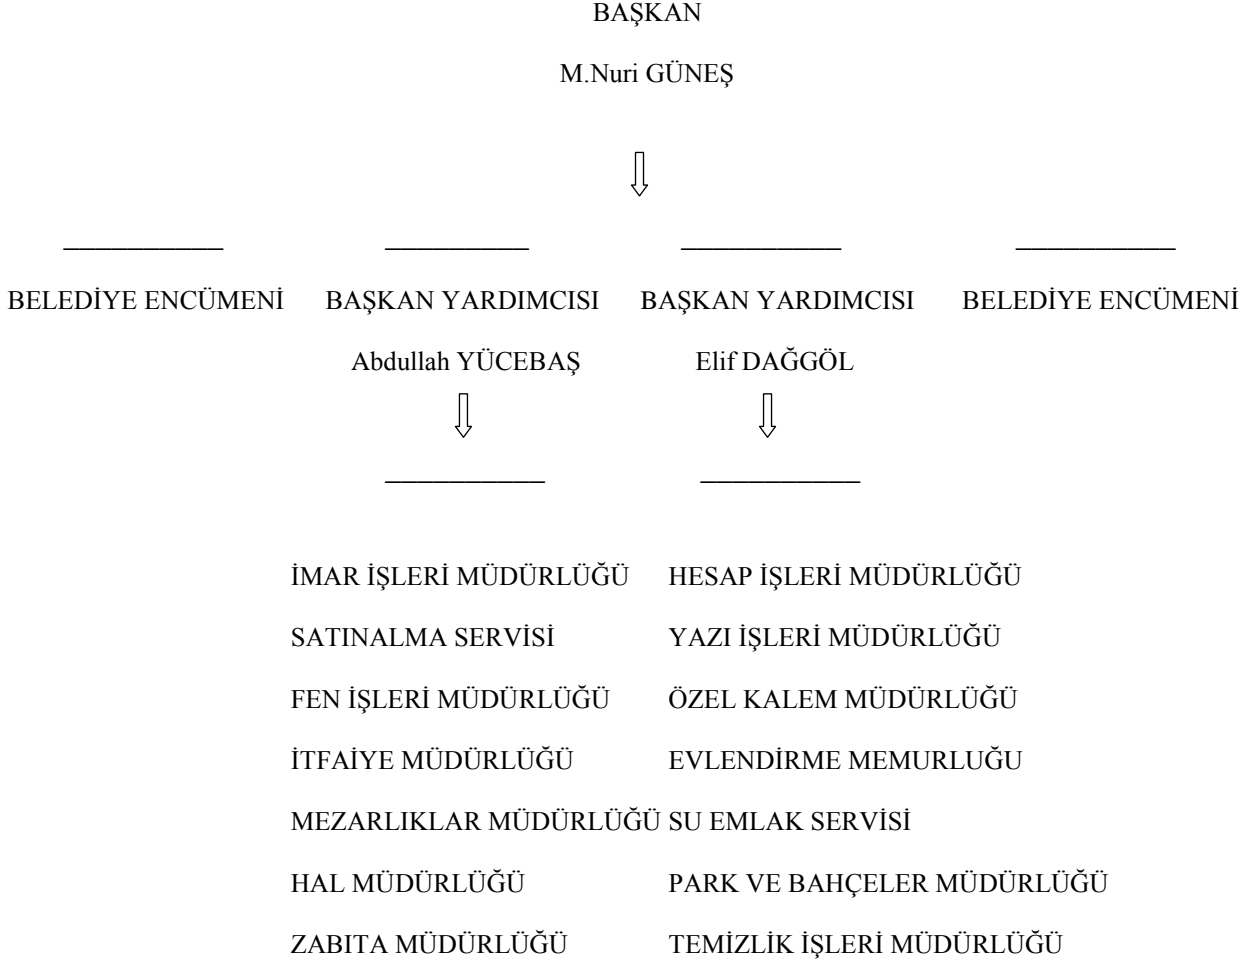 BAŞKAN
M.Nuri GÜNEŞ
BELEDİYE ENCÜMENİ BAŞKAN YARDIMCISI BAŞKAN YARDIMCISI BELEDİYE ENCÜMENİ
Abdullah YÜCEBAŞ Elif DAĞGÖL
İMAR İŞLERİ MÜDÜRLÜĞÜ HESAP İŞLERİ MÜDÜRLÜĞÜ
SATINALMA SERVİSİ YAZI İŞLERİ MÜDÜRLÜĞÜ
FEN İŞLERİ MÜDÜRLÜĞÜ ÖZEL KALEM MÜDÜRLÜĞÜ
İTFAİYE MÜDÜRLÜĞÜ EVLENDİRME MEMURLUĞU
MEZARLIKLAR MÜDÜRLÜĞÜ SU EMLAK SERVİSİ
HAL MÜDÜRLÜĞÜ PARK VE BAHÇELER MÜDÜRLÜĞÜ
ZABITA MÜDÜRLÜĞÜ TEMİZLİK İŞLERİ MÜDÜRLÜĞÜ